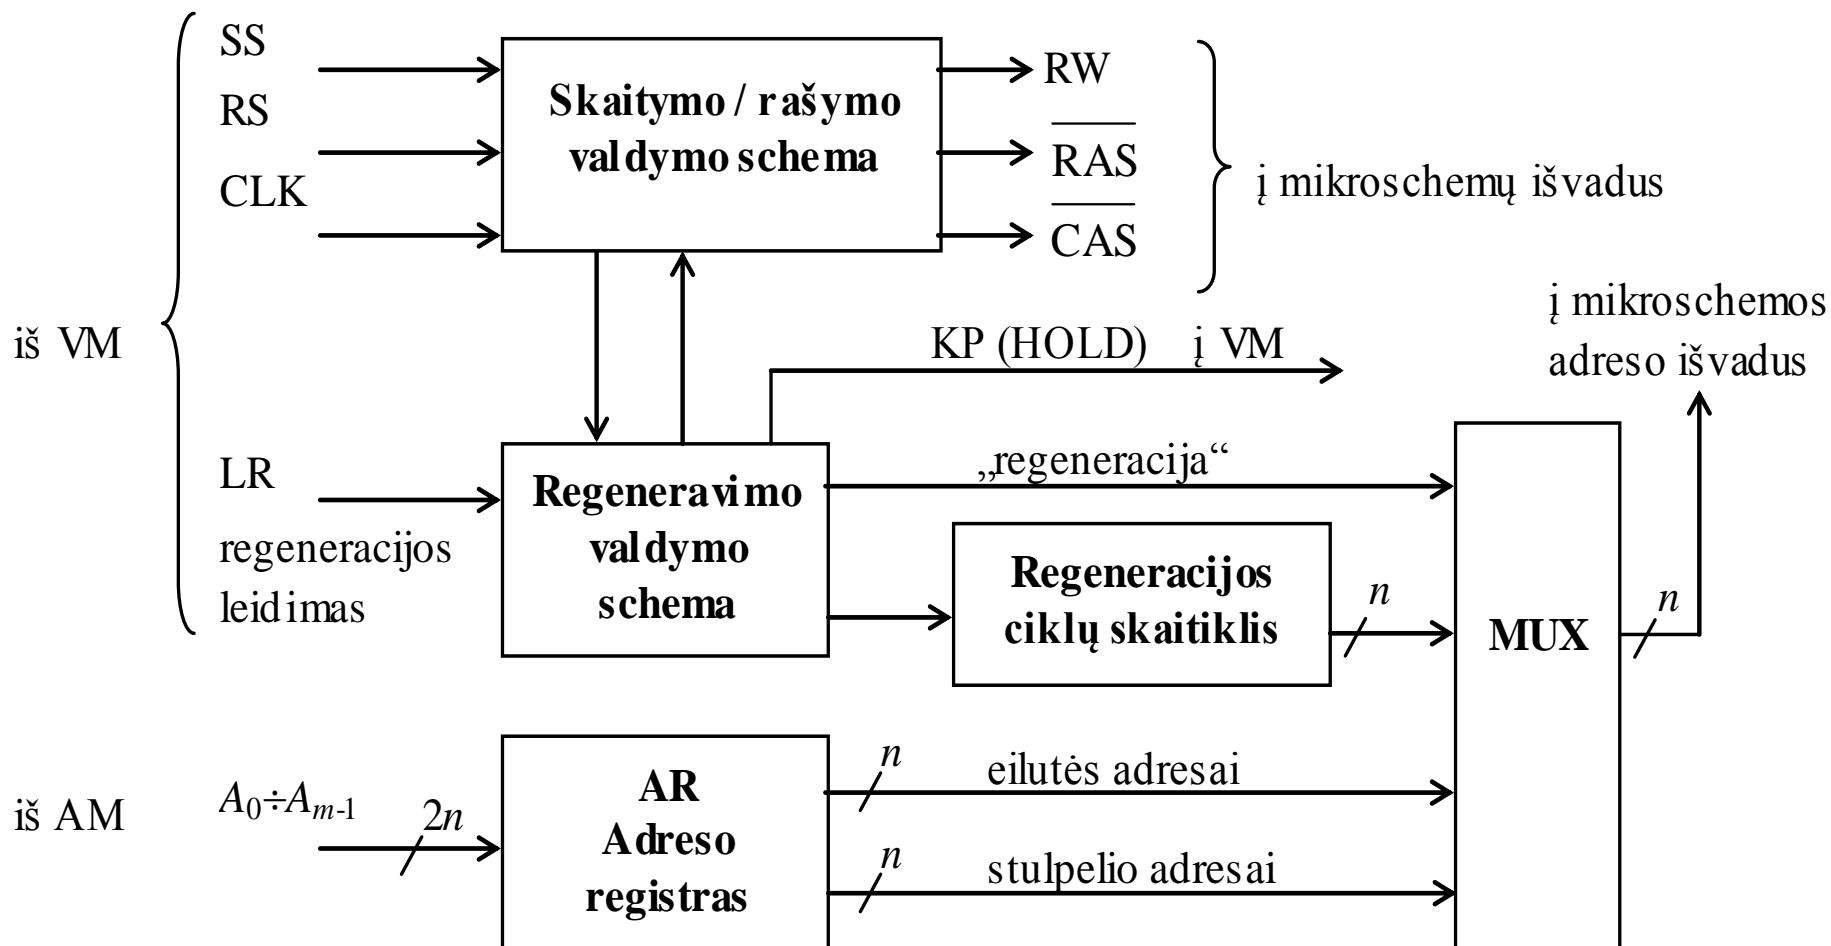 SS
RS
CLK
Skaitymo / rašymo
valdymo schema
RW
RAS
CAS
į mikroschemų išvadus
iš VM
KP (HOLD) į VM
į mikroschemos
adreso išvadus
LR
regeneracijos
leidimas
Regeneravimo
valdymo
schema
„regeneracija“
Regeneracijos
ciklų skaitiklis
n
MUX
n
iš AM
A0÷Am-1
2n
AR
Adreso
registras
n
eilutės adresai
n
stulpelio adresai